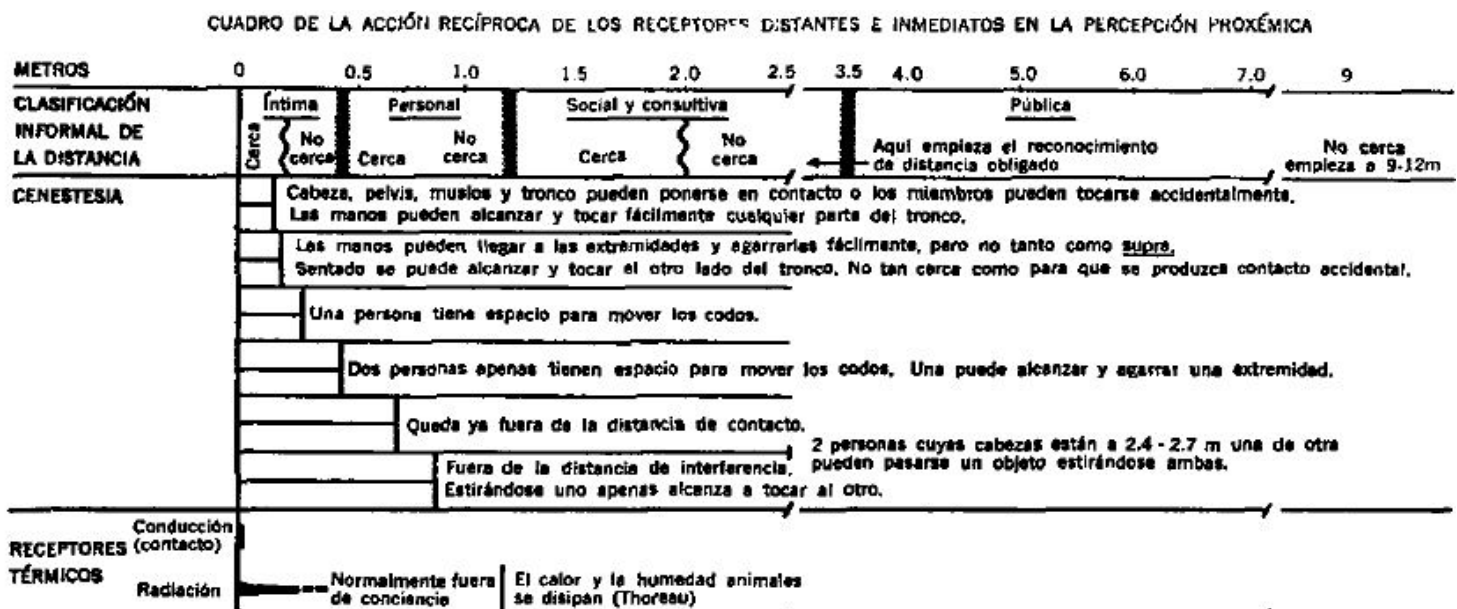 CUADRO DE LA ACCIÓN RECÍPROCA DE LOS RECEPTORES DISTANTES E INMEDIATOS EN LA PERCEPCIÓN PROXÉMICA
METROS 0 0.5 1.0 1.5 2.0 2.5 3.5 4.0 5.0 6.0 7.0 9
CLASIFICACIÓN Íntima Personal Social y consultiva Pública
INFORMAL DE Cerca No No No Aquí empieza el reconocimiento No cerca
LA DISTANCIA cerca Cerca cerca Cerca cerca de distancia obligado empieza a 9-12m
CENESTESIA Cabeza, pelvis, muslos y tronco pueden ponerse en contacto o los miembros pueden tocarse accidentalmente.
Las manos pueden alcanzar y tocar fácilmente cualquier parte del tronco.
Las manos pueden llegar a las extremidades y agarrarlas fácilmente, pero no tanto como supra.
Sentado se puede alcanzar y tocar el otro lado del tronco. No tan cerca como para que se produzca contacto accidental.
Una persona tiene espacio para mover los codos.
Dos personas apenas tienen espacio para mover los codos. Una puede alcanzar y agarrar una extremidad.
Queda ya fuera de la distancia de contacto.
2 personas cuyas cabezas están a 2.4 - 2.7 m una de otra
pueden pasarse un objeto estirándose ambas.
Fuera de la distancia de interferencia.
Estirándose uno apenas alcanza a tocar al otro.
RECEPTORES TÉRMICOS
Conducción
(contacto)
Radiación
Normalmente fuera
de conciencia
El calor y la humedad animales
se disipan (Thoreau)